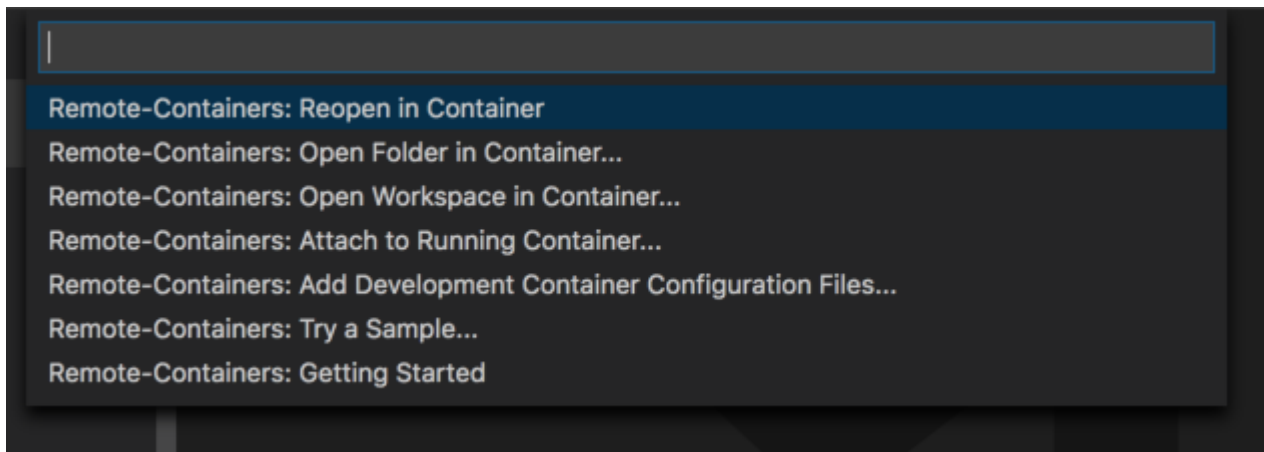 Remote-Containers: Reopen in Container
Remote-Containers: Open Folder in Container...
Remote-Containers: Open Workspace in Container...
Remote-Containers: Attach to Running Container...
Remote-Containers: Add Development Container Configuration Files...
Remote-Containers: Try a Sample...
Remote-Containers: Getting Started